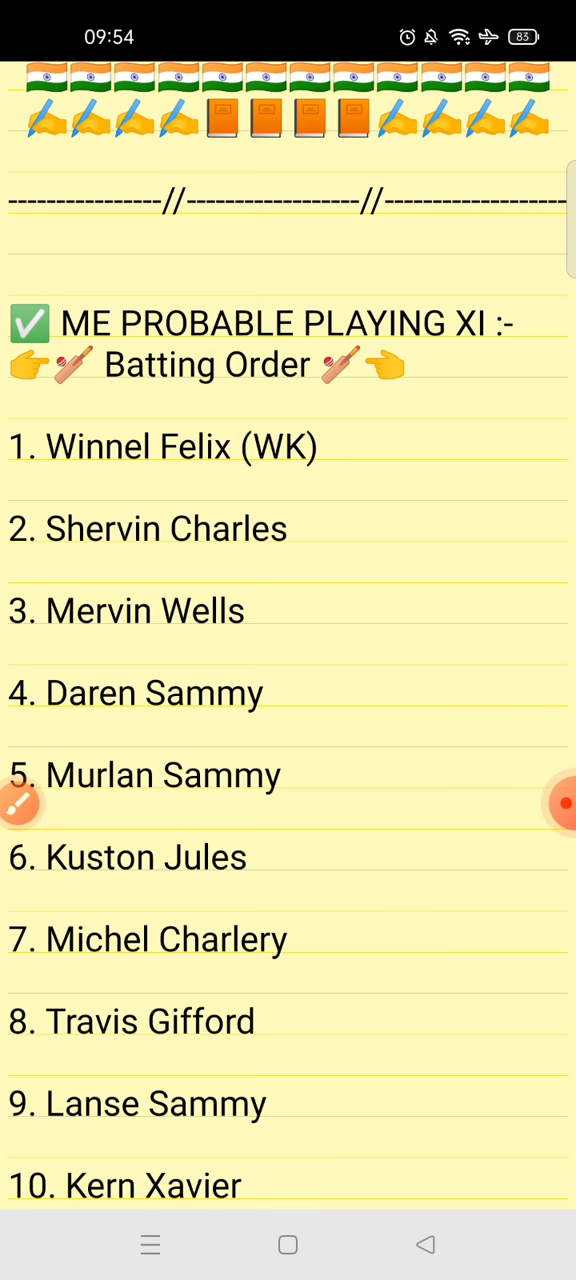 09:54
83
----------------//------------------//-------------------
✅ ME PROBABLE PLAYING XI :-
👉🏏 Batting Order 🏏👈
1. Winnel Felix (WK)
2. Shervin Charles
3. Mervin Wells
4. Daren Sammy
5. Murlan Sammy
6. Kuston Jules
7. Michel Charlery
8. Travis Gifford
9. Lanse Sammy
10. Kern Xavier